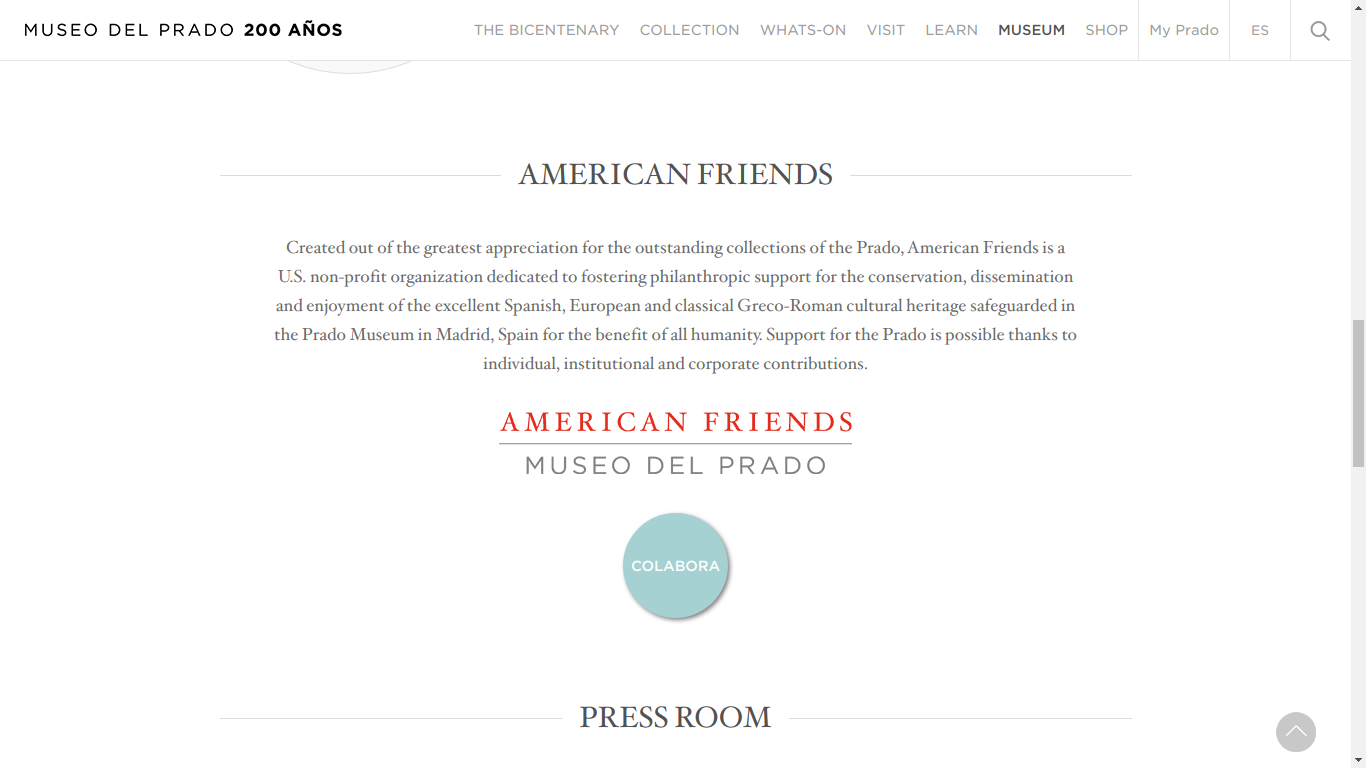 MUSEO DEL PRADO 200 AÑOS
THE BICENTENARY COLLECTION WHATS-ON VISIT LEARN MUSEUM SHOP My Prado ES
AMERICAN FRIENDS
Created out of the greatest appreciation for the outstanding collections of the Prado, American Friends is a
U.S. non-profit organization dedicated to fostering philanthropic support for the conservation, dissemination
and enjoyment of the excellent Spanish, European and classical Greco-Roman cultural heritage safeguarded in
the Prado Museum in Madrid, Spain for the benefit of all humanity. Support for the Prado is possible thanks to
individual, institutional and corporate contributions.
AMERICAN FRIENDS
MUSEO DEL PRADO
COLABORA
PRESS ROOM